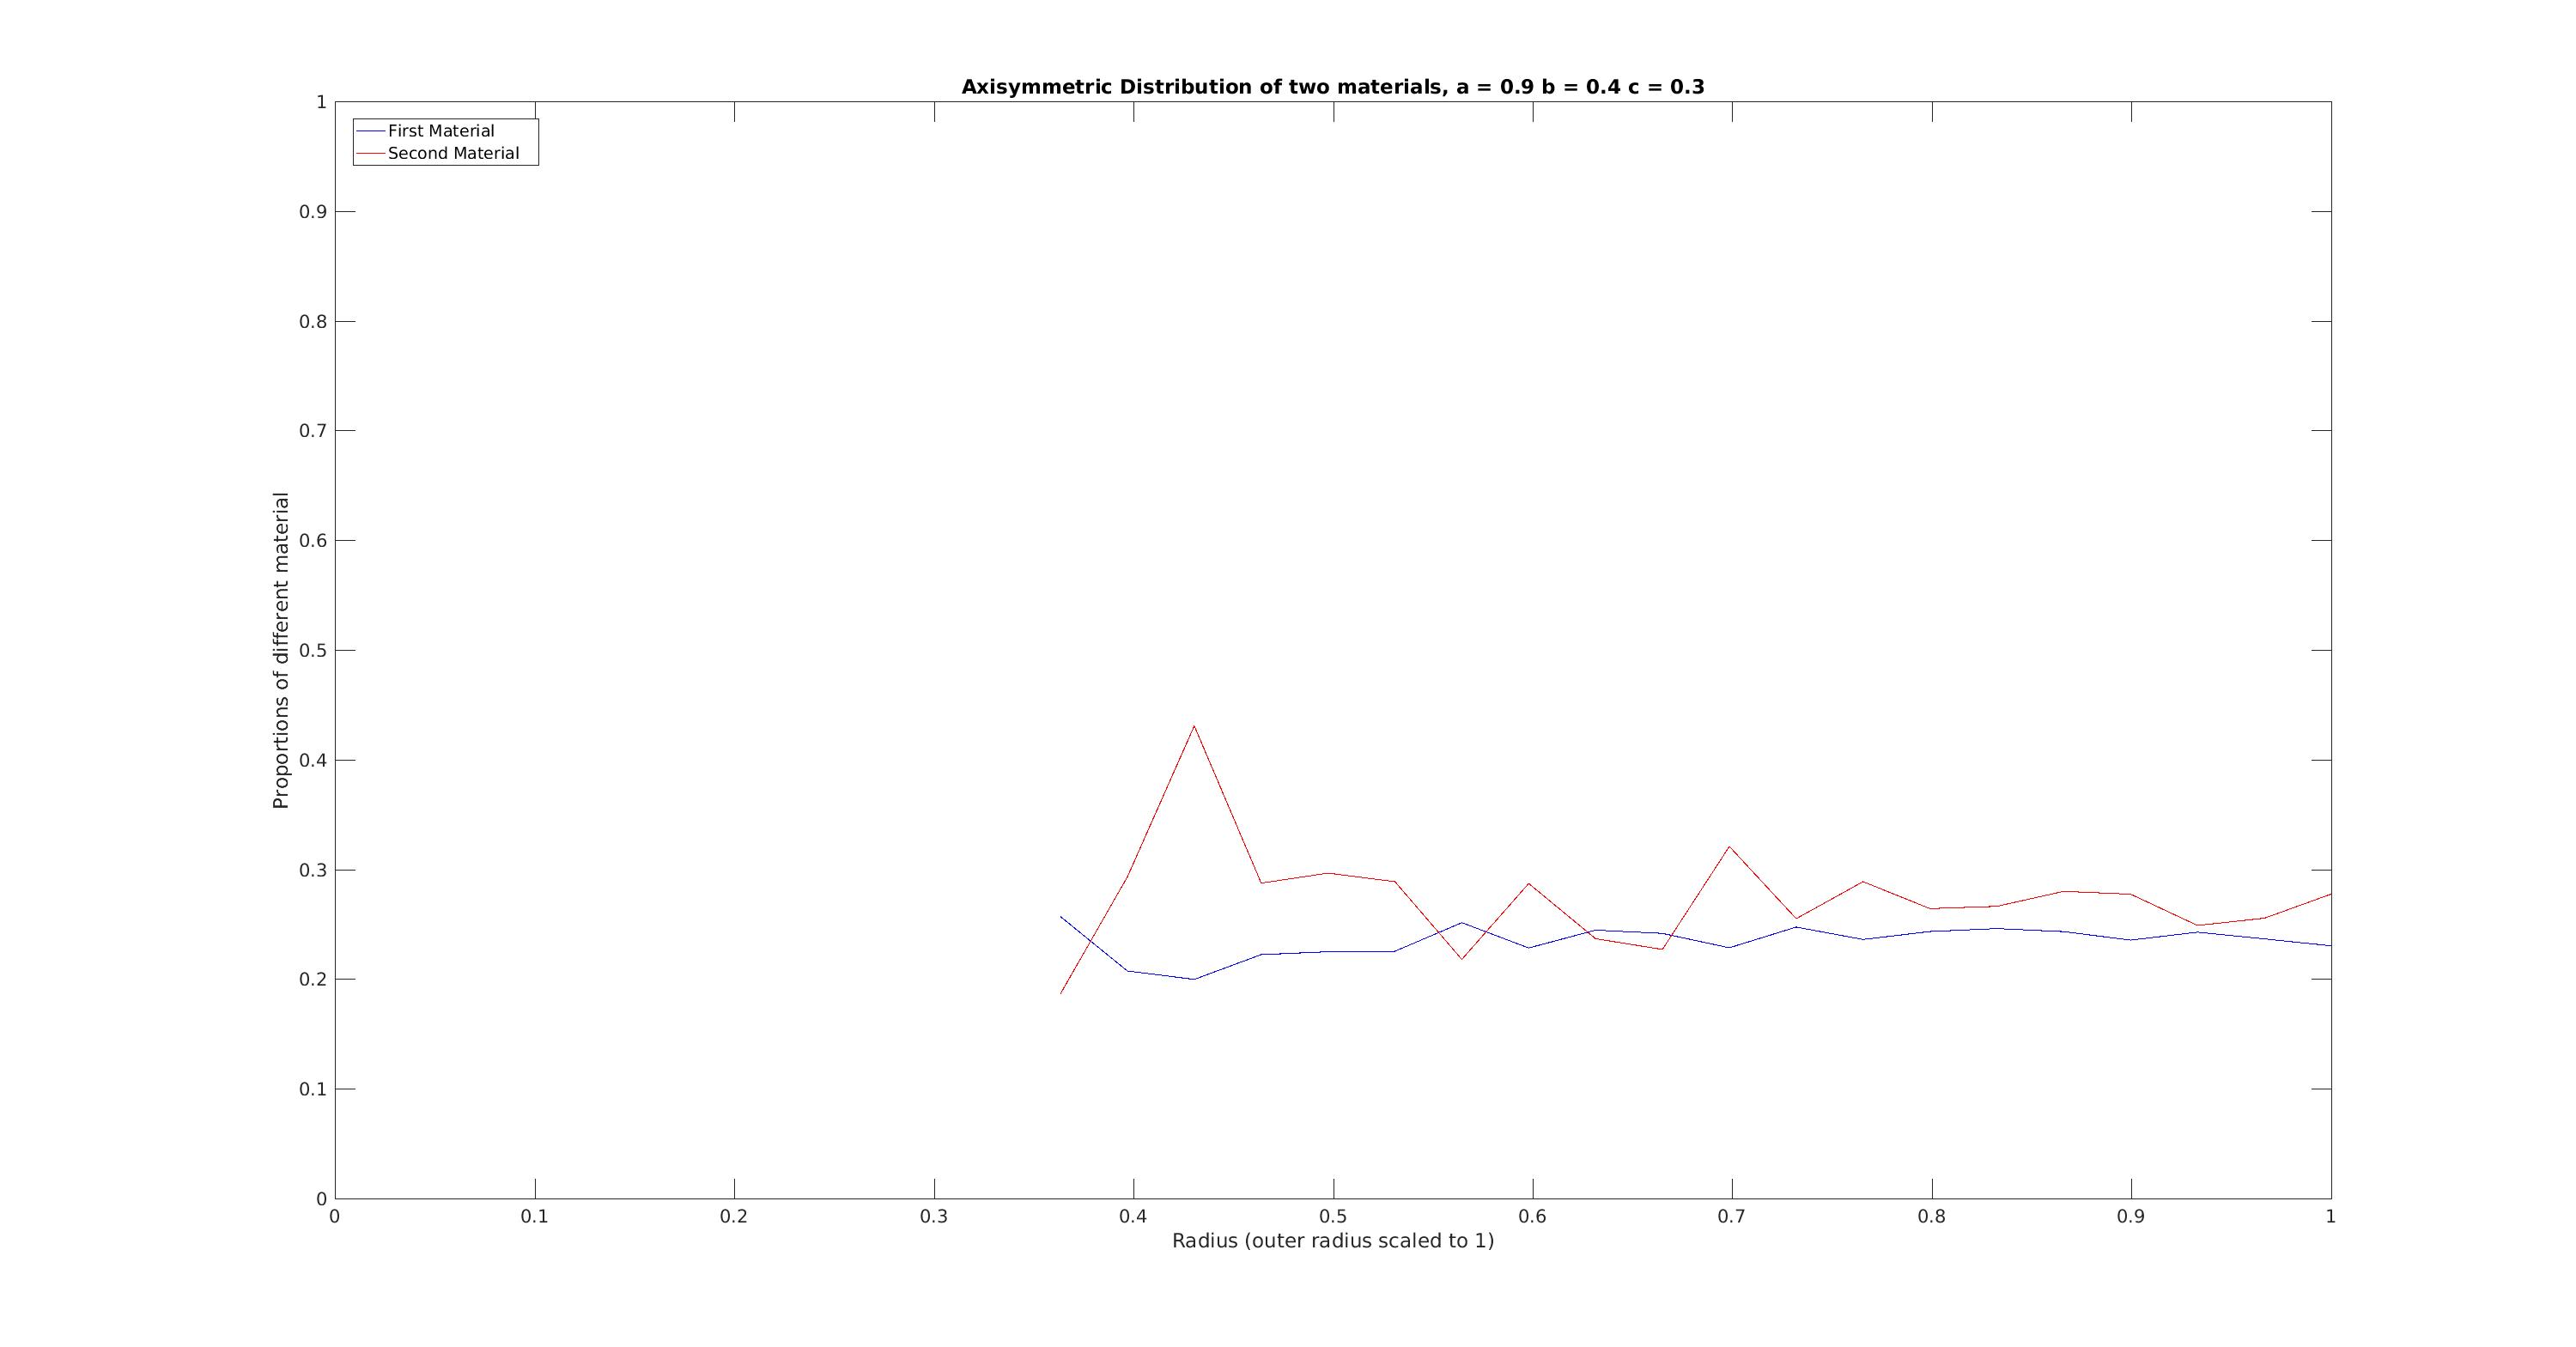 Axisymmetric Distribution of two materials, a = 0.9 b = 0.4 c = 0.3
First Material
Second Material
Proportions of different material
1
0.9
0.8
0.7
0.6
0.5
0.4
0.3
0.2
0.1
0
0 0.1 0.2 0.3 0.4 0.5 0.6 0.7 0.8 0.9 1
Radius (outer radius scaled to 1)